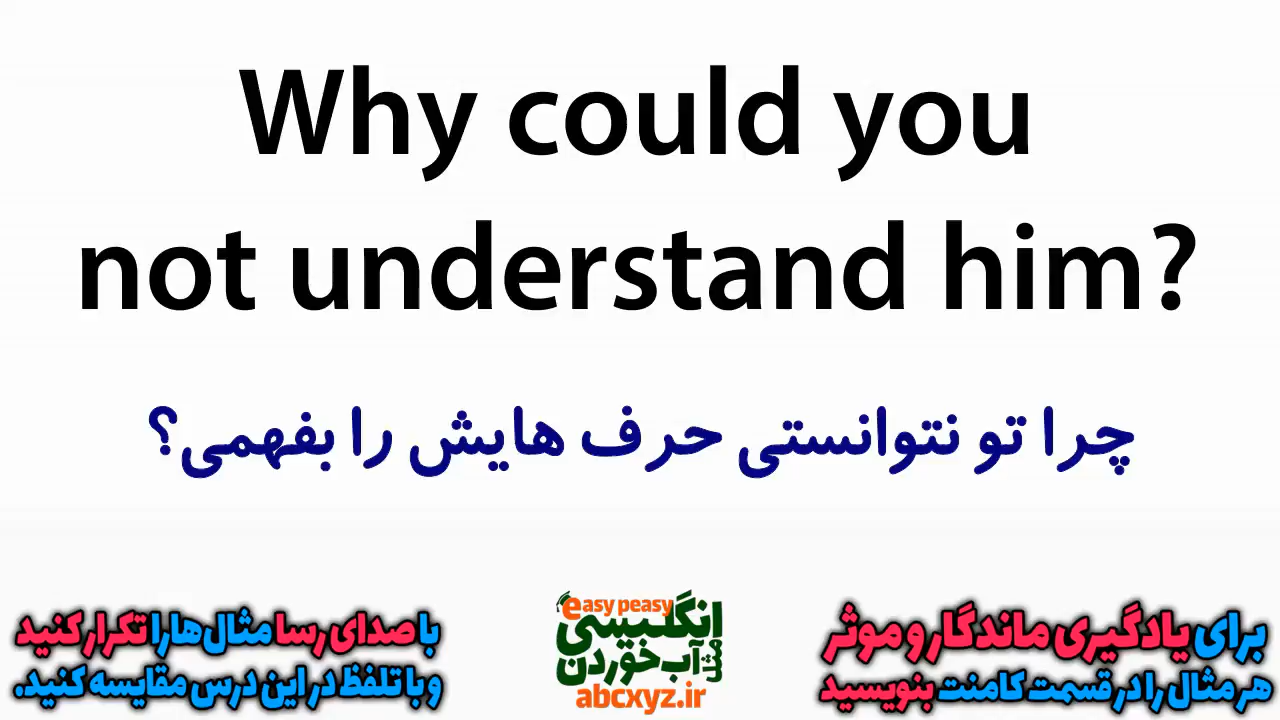 Why could you
not understand him?
چرا تو نتوانستی حرف هایش را بفهمی؟
برای یادگیری ماندگار و موثر
هر مثال را در قسمت کامنت بنویسید
easy peasy
انگلیسی
مثل آب خوردن
abcxyz.ir
با صدای رسا مثال‌ها را تکرار کنید
و با تلفظ در این درس مقایسه کنید.